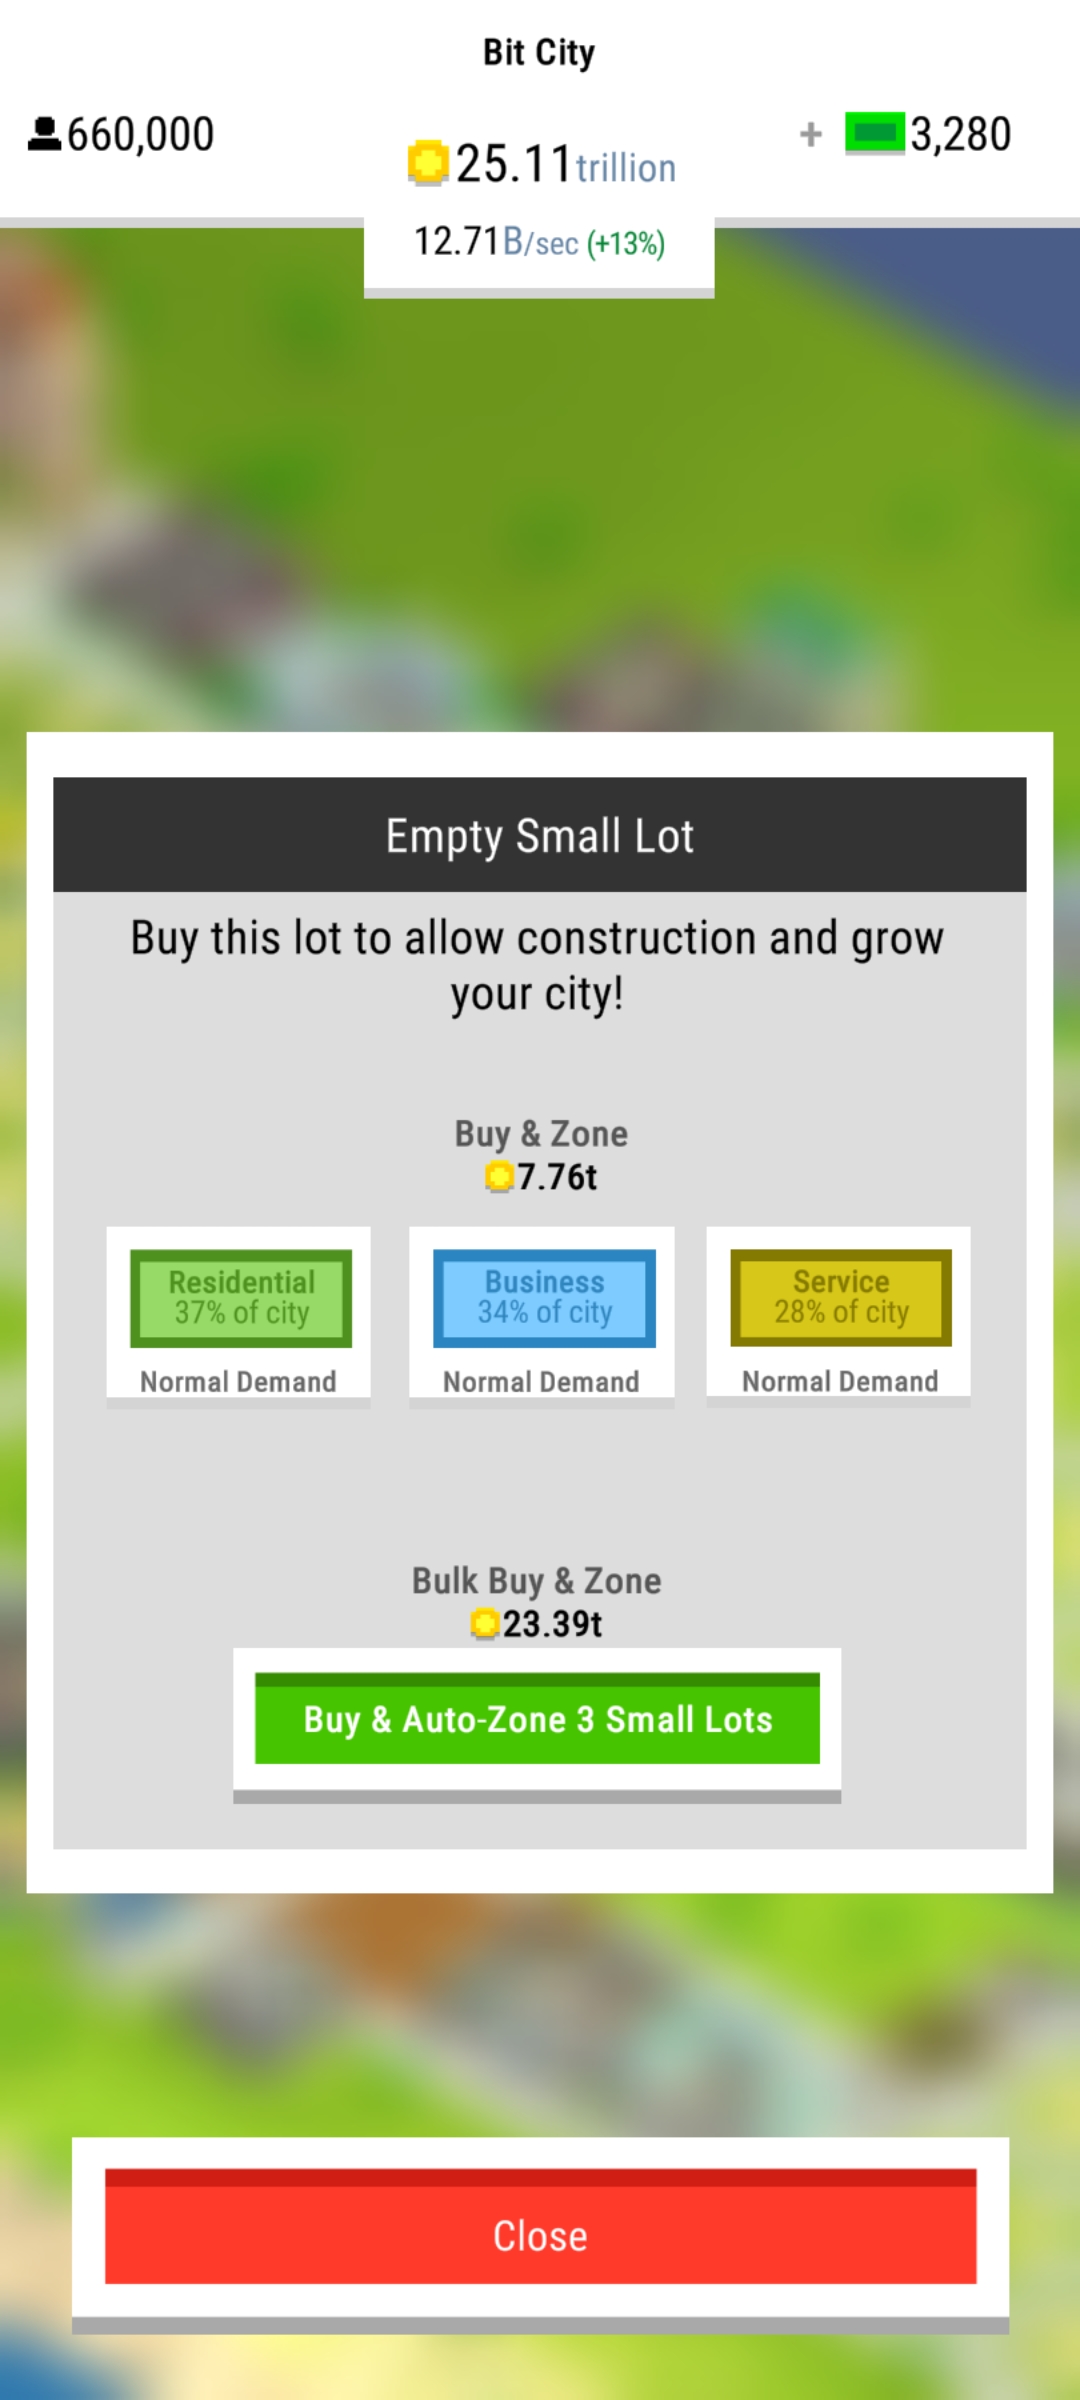 Bit City
660,000
25.11trillion
+ 3,280
12.71B/sec (+13%)
Empty Small Lot
Buy this lot to allow construction and grow
your city!
Buy & Zone
7.76t
Residential
37% of city
Normal Demand
Business
34% of city
Normal Demand
Service
28% of city
Normal Demand
Bulk Buy & Zone
23.39t
Buy & Auto-Zone 3 Small Lots
Close